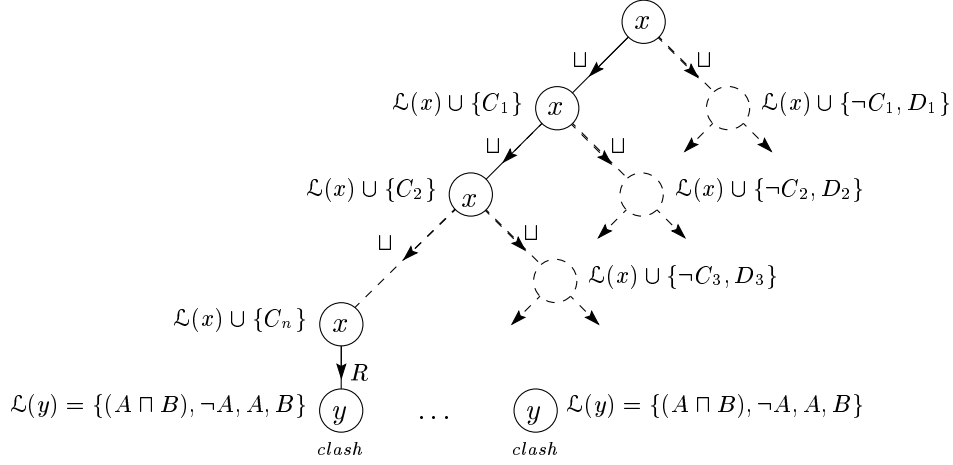 x
⊔ ⊔
ℒ(x) ∪ {C₁} x ℒ(x) ∪ {¬C₁, D₁}
⊔ ⊔
ℒ(x) ∪ {C₂} x ℒ(x) ∪ {¬C₂, D₂}
⊔ ⊔
ℒ(x) ∪ {¬C₃, D₃}
ℒ(x) ∪ {Cₙ} x
R
ℒ(y) = {(A ⊓ B), ¬A, A, B} y ... y ℒ(y) = {(A ⊓ B), ¬A, A, B}
clash clash